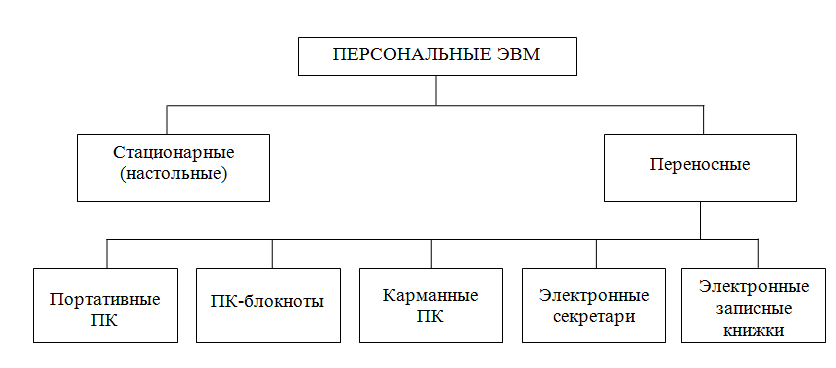 ПЕРСОНАЛЬНЫЕ ЭВМ
Стационарные
(настольные)
Переносные
Портативные
ПК
ПК-блокноты
Карманные
ПК
Электронные
секретари
Электронные
записные
книжки